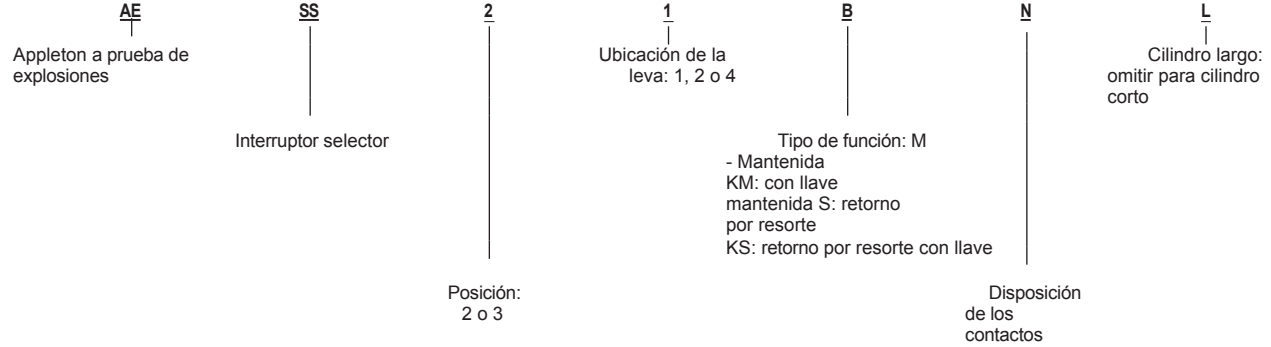 AE SS 2 1 B N L
Appleton a prueba de
explosiones
Ubicación de la
leva: 1, 2 o 4
Cilindro largo:
omitir para cilindro
corto
Interruptor selector
Tipo de función: M
- Mantenida
KM: con llave
mantenida S: retorno
por resorte
KS: retorno por resorte con llave
Posición:
2 o 3
Disposición
de los
contactos